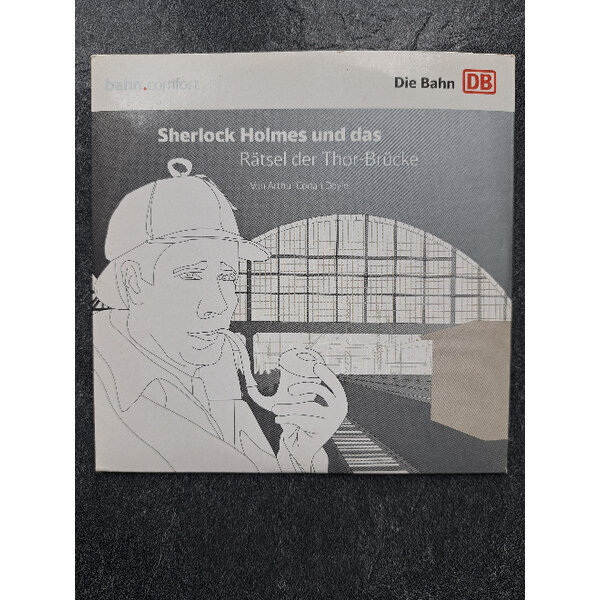 bahn.comfort
Die Bahn DB
Sherlock Holmes und das
Rätsel der Thor-Brücke
Von Arthur Conan Doyle